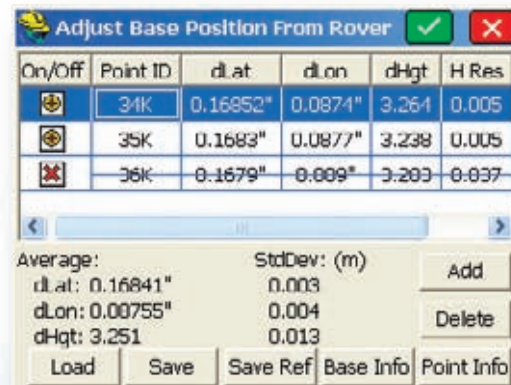 Adjust Base Position From Rover
On/Off Point ID dLat dLon dHgt H Res
34K 0.16852" 0.0874" 3.264 0.005
35K 0.1683" 0.0877" 3.238 0.005
36K 0.1679" 0.089" 3.203 0.037
Average: StdDev: (m)
dLat: 0.16841" 0.003
dLon: 0.08755" 0.004
dHgt: 3.251 0.013
Add
Delete
Load Save Save Ref Base Info Point Info